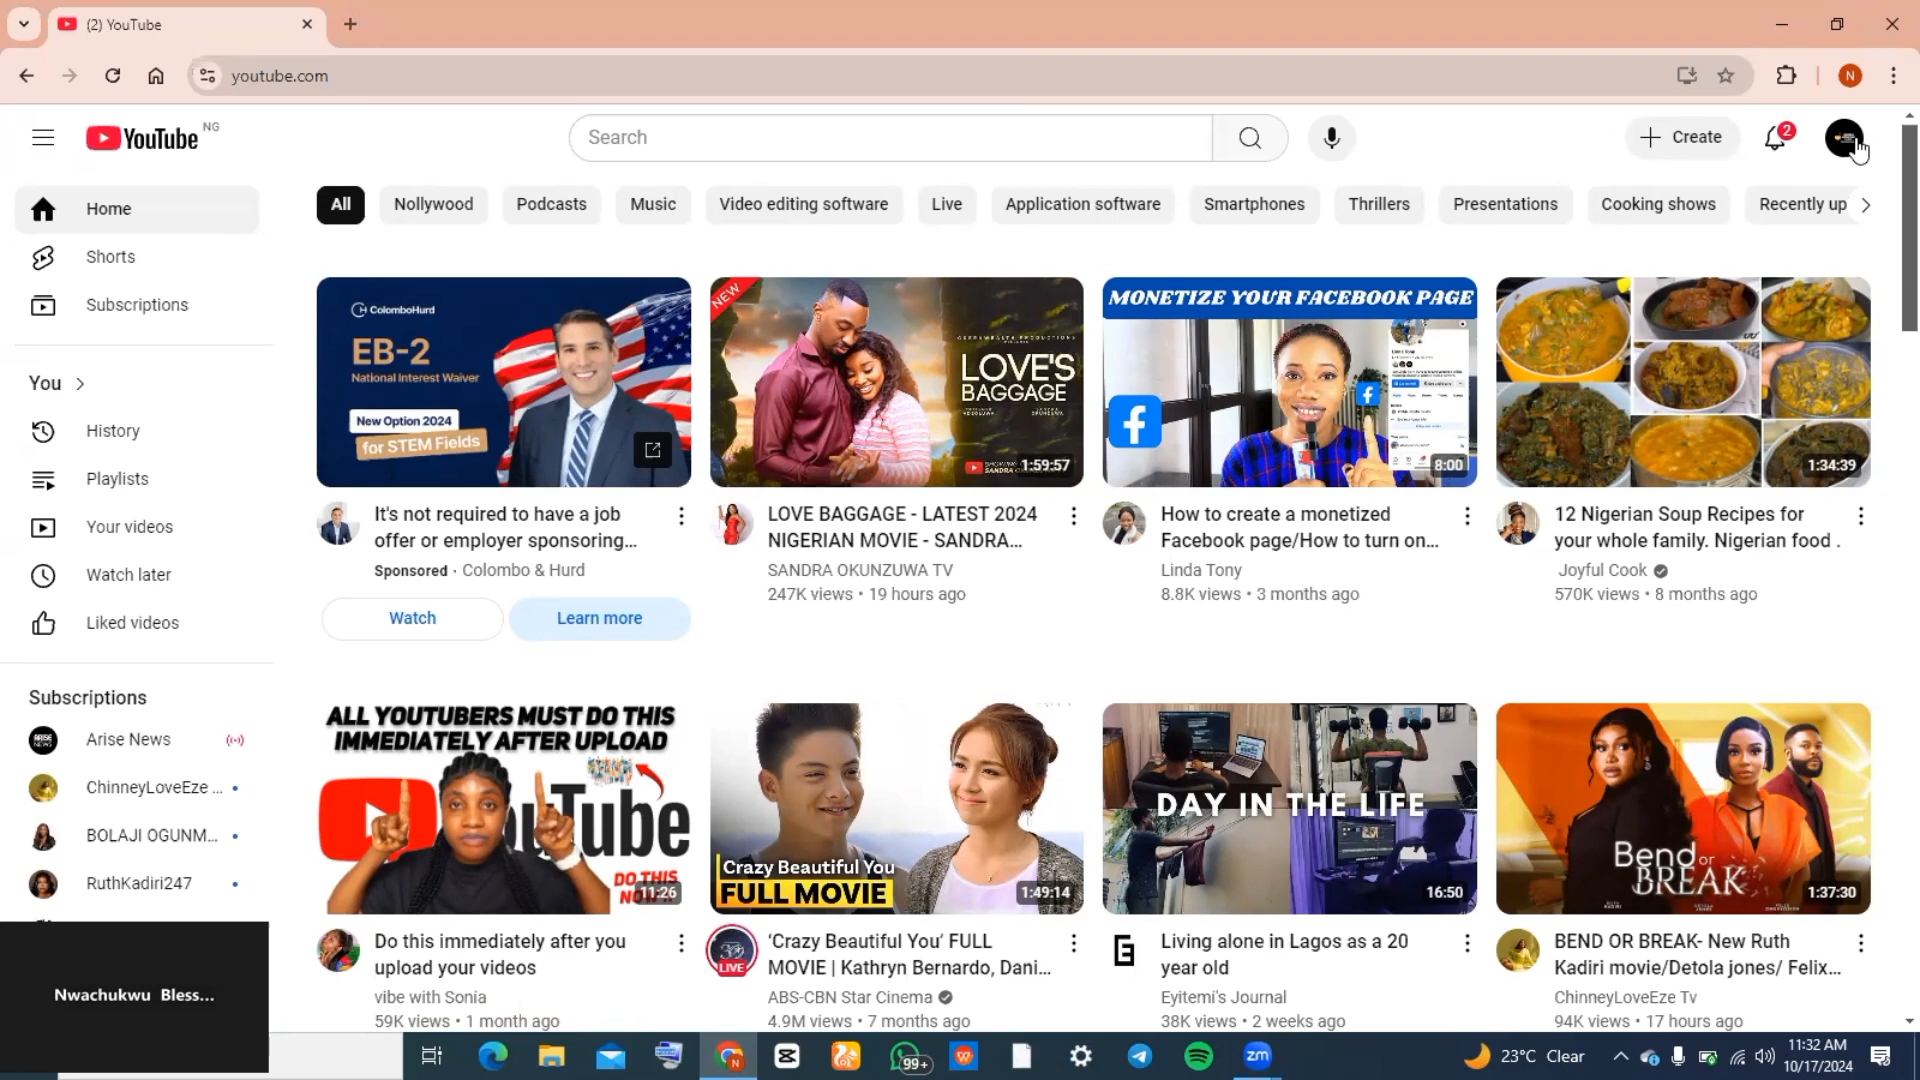 (2) YouTube
youtube.com
N
YouTube NG
Search
Create
2
Home
Shorts
Subscriptions
You
History
Playlists
Your videos
Watch later
Liked videos
Subscriptions
Arise News
ChinneyLoveEze ...
BOLAJI OGUNM...
RuthKadiri247
Nwachukwu Bless...
All
Nollywood
Podcasts
Music
Video editing software
Live
Application software
Smartphones
Thrillers
Presentations
Cooking shows
Recently up
ColomboHurd
EB-2
National Interest Waiver
New Option 2024
for STEM Fields
It's not required to have a job
offer or employer sponsoring...
Sponsored · Colombo & Hurd
Watch
Learn more
NEW
LOVE'S
BAGGAGE
1:59:57
LOVE BAGGAGE - LATEST 2024
NIGERIAN MOVIE - SANDRA...
SANDRA OKUNZUWA TV
247K views • 19 hours ago
MONETIZE YOUR FACEBOOK PAGE
8:00
How to create a monetized
Facebook page/How to turn on...
Linda Tony
8.8K views • 3 months ago
1:34:39
12 Nigerian Soup Recipes for
your whole family. Nigerian food .
Joyful Cook
570K views • 8 months ago
ALL YOUTUBERS MUST DO THIS
IMMEDIATELY AFTER UPLOAD
YouTube
DO THIS
NOW!!
11:26
Do this immediately after you
upload your videos
vibe with Sonia
59K views • 1 month ago
Crazy Beautiful You
FULL MOVIE
1:49:14
LIVE
‘Crazy Beautiful You’ FULL
MOVIE | Kathryn Bernardo, Dani...
ABS-CBN Star Cinema
4.9M views • 7 months ago
DAY IN THE LIFE
16:50
Living alone in Lagos as a 20
year old
Eyitemi's Journal
38K views • 2 weeks ago
Bend or
BREAK
1:37:30
BEND OR BREAK- New Ruth
Kadiri movie/Detola jones/ Felix...
ChinneyLoveEze Tv
94K views • 17 hours ago
99+
zm
23°C Clear
11:32 AM
10/17/2024